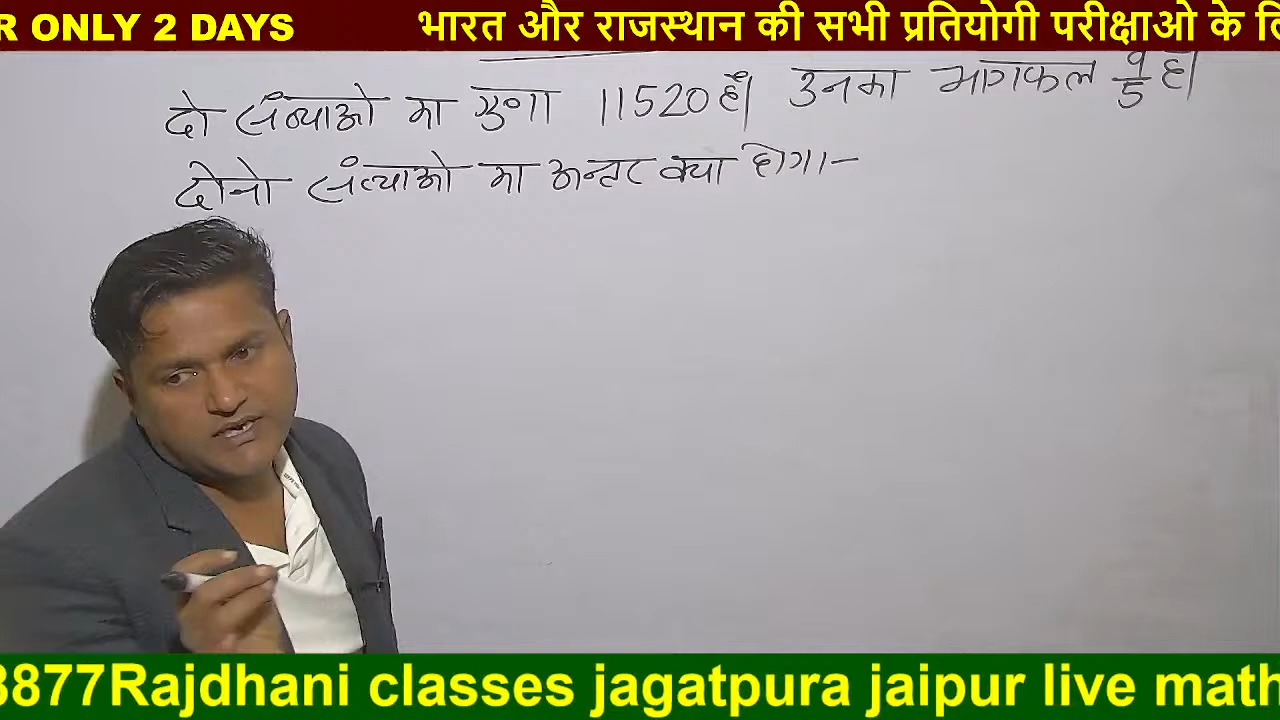 R ONLY 2 DAYS भारत और राजस्थान की सभी प्रतियोगी परीक्षाओ के लि
दो संख्याओ का गुणा 11520 हैं। उनका भागफल 9/5 है।
दोनो संख्याओ का अन्तर क्या होगा-
3877Rajdhani classes jagatpura jaipur live math